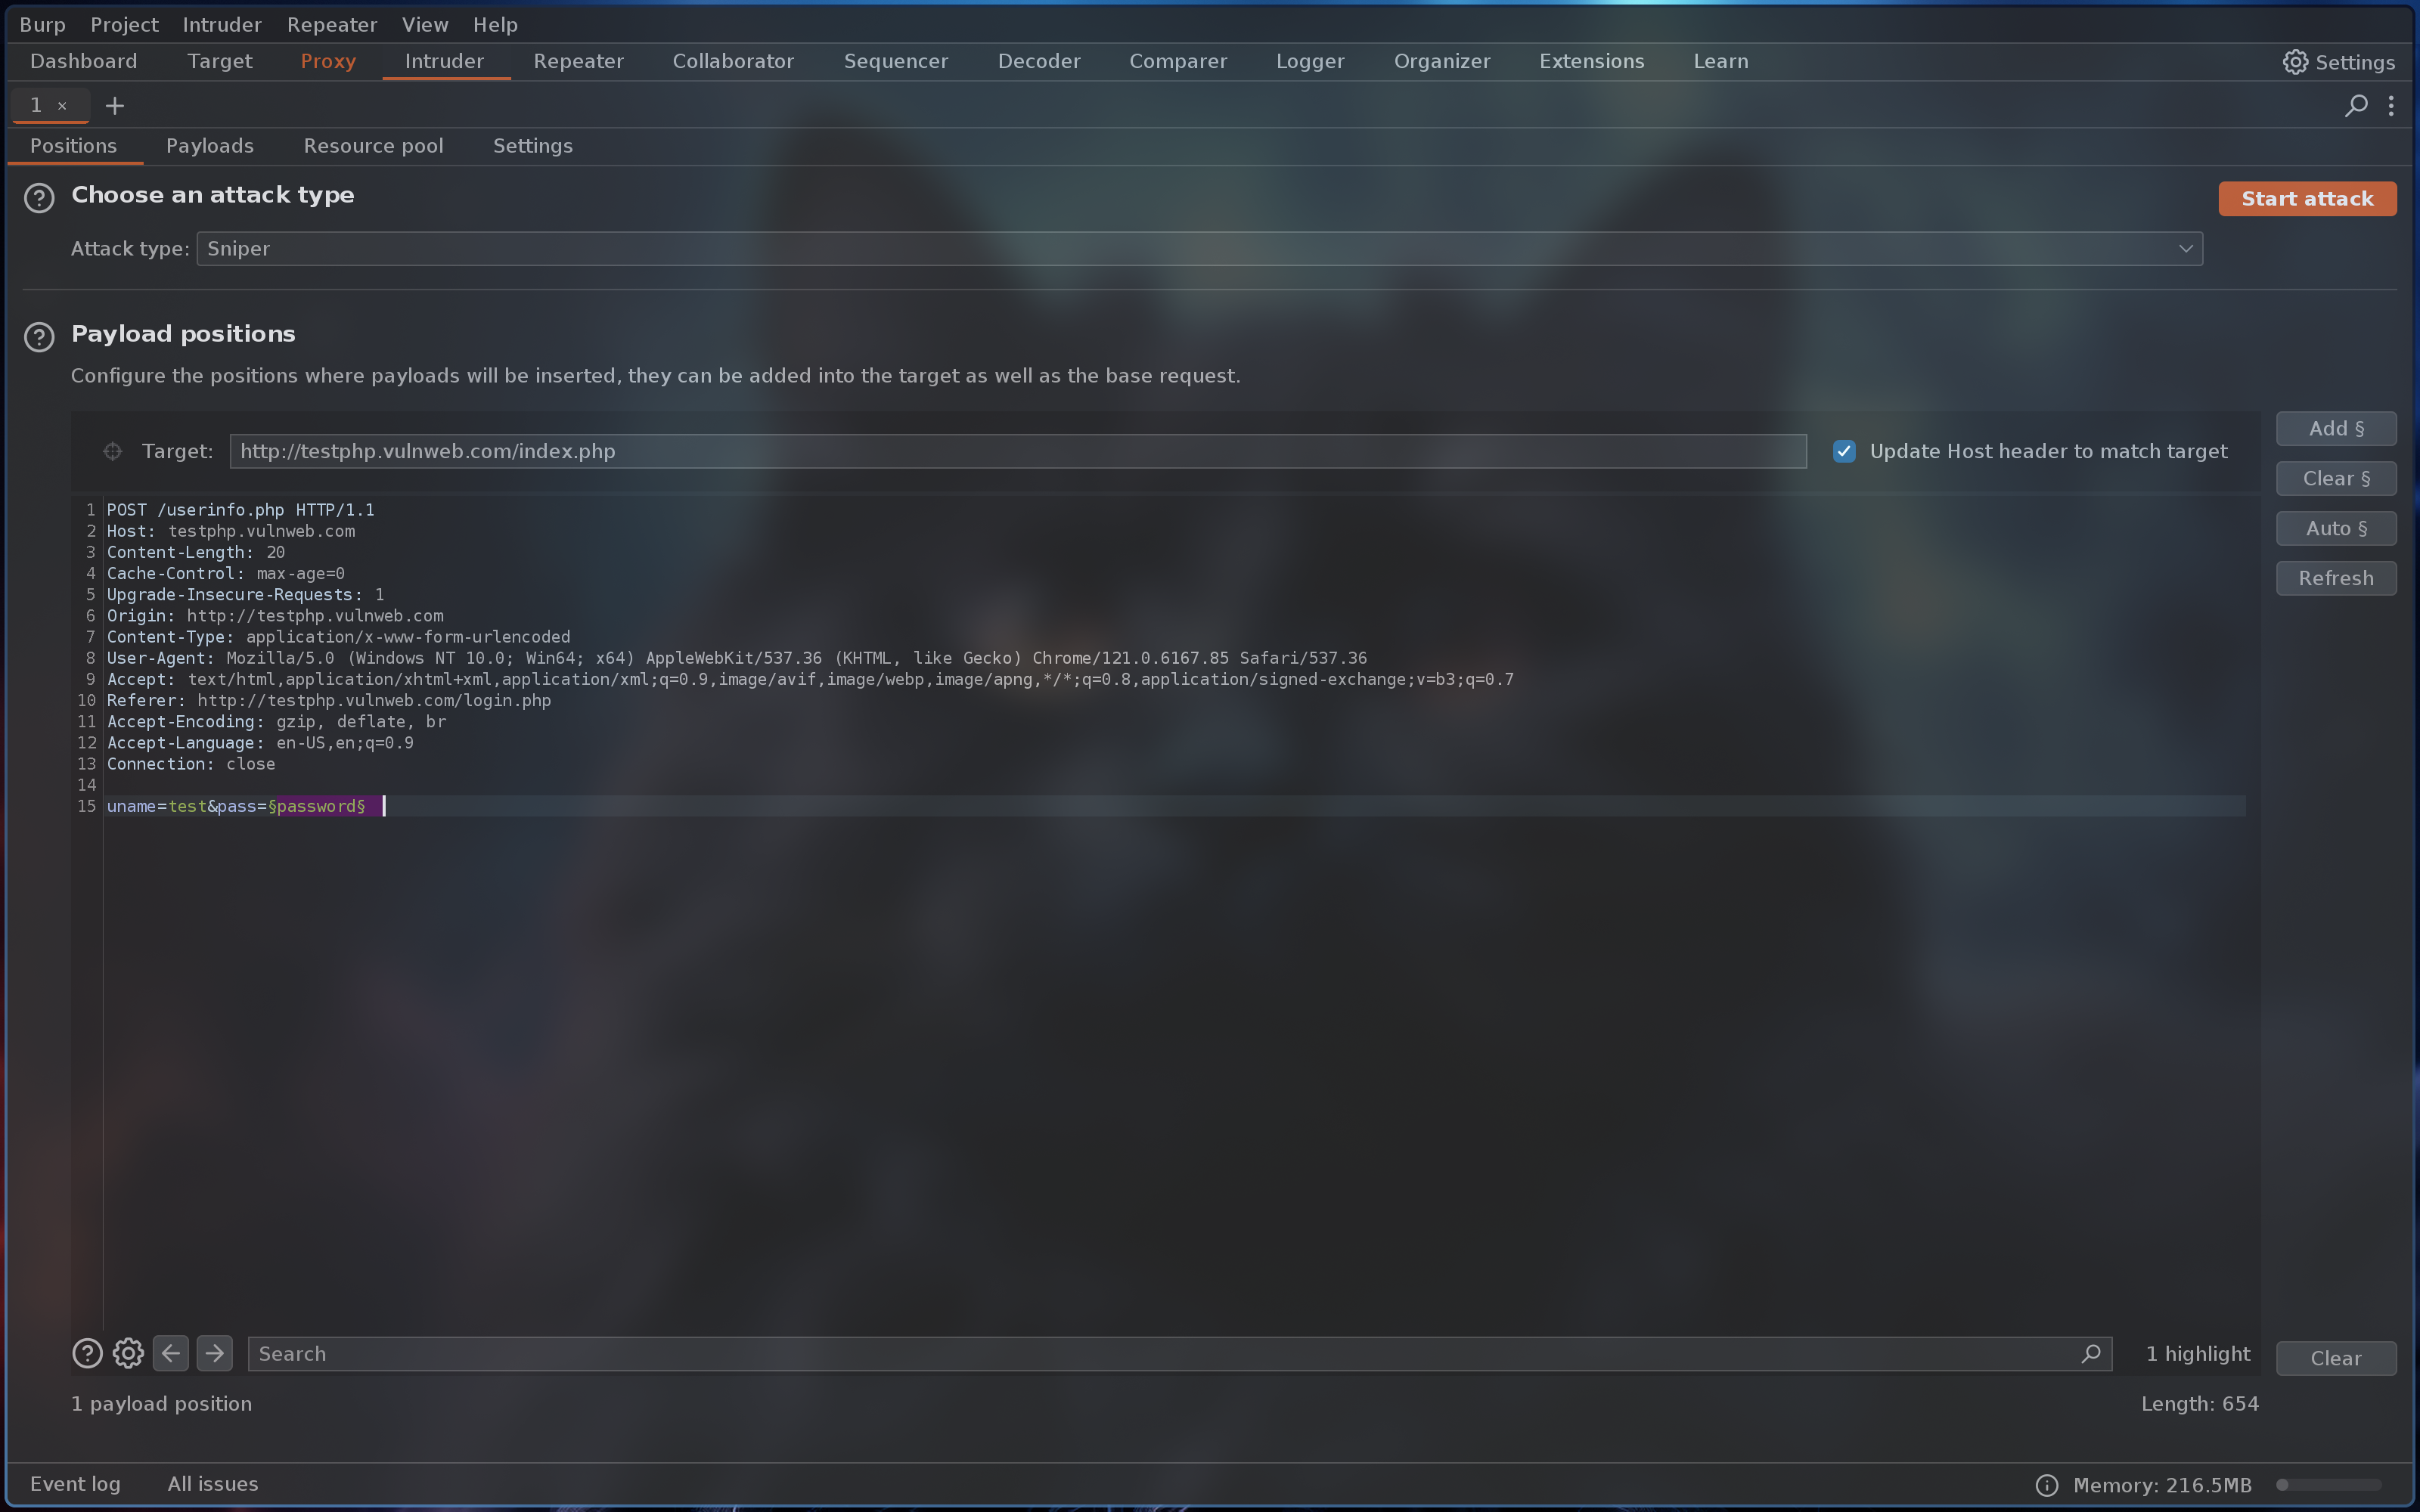 Burp Project Intruder Repeater View Help
Dashboard Target Proxy Intruder Repeater Collaborator Sequencer Decoder Comparer Logger Organizer Extensions Learn Settings
1 × +
Positions Payloads Resource pool Settings
Choose an attack type
Start attack
Attack type: Sniper
Payload positions
Configure the positions where payloads will be inserted, they can be added into the target as well as the base request.
Target: http://testphp.vulnweb.com/index.php Update Host header to match target
Add §
Clear §
Auto §
Refresh
1 POST /userinfo.php HTTP/1.1
2 Host: testphp.vulnweb.com
3 Content-Length: 20
4 Cache-Control: max-age=0
5 Upgrade-Insecure-Requests: 1
6 Origin: http://testphp.vulnweb.com
7 Content-Type: application/x-www-form-urlencoded
8 User-Agent: Mozilla/5.0 (Windows NT 10.0; Win64; x64) AppleWebKit/537.36 (KHTML, like Gecko) Chrome/121.0.6167.85 Safari/537.36
9 Accept: text/html,application/xhtml+xml,application/xml;q=0.9,image/avif,image/webp,image/apng,*/*;q=0.8,application/signed-exchange;v=b3;q=0.7
10 Referer: http://testphp.vulnweb.com/login.php
11 Accept-Encoding: gzip, deflate, br
12 Accept-Language: en-US,en;q=0.9
13 Connection: close
14
15 uname=test&pass=§password§
Search
1 highlight
Clear
1 payload position
Length: 654
Event log All issues
Memory: 216.5MB